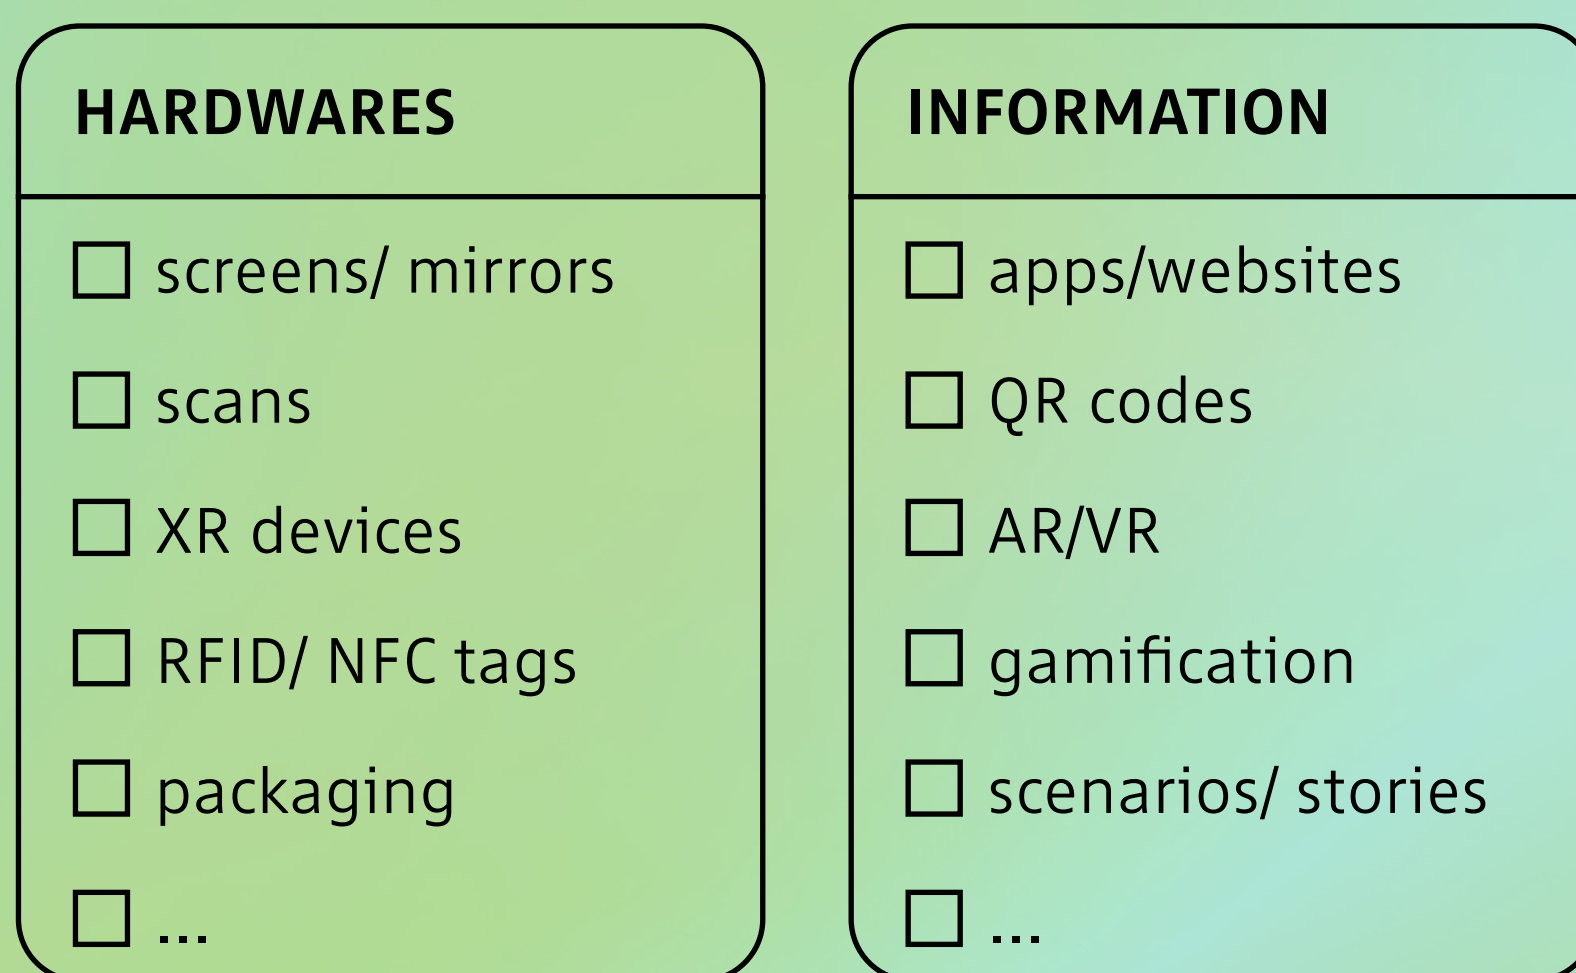 HARDWARES
screens/ mirrors
scans
XR devices
RFID/ NFC tags
packaging
...
INFORMATION
apps/websites
QR codes
AR/VR
gamification
scenarios/ stories
...